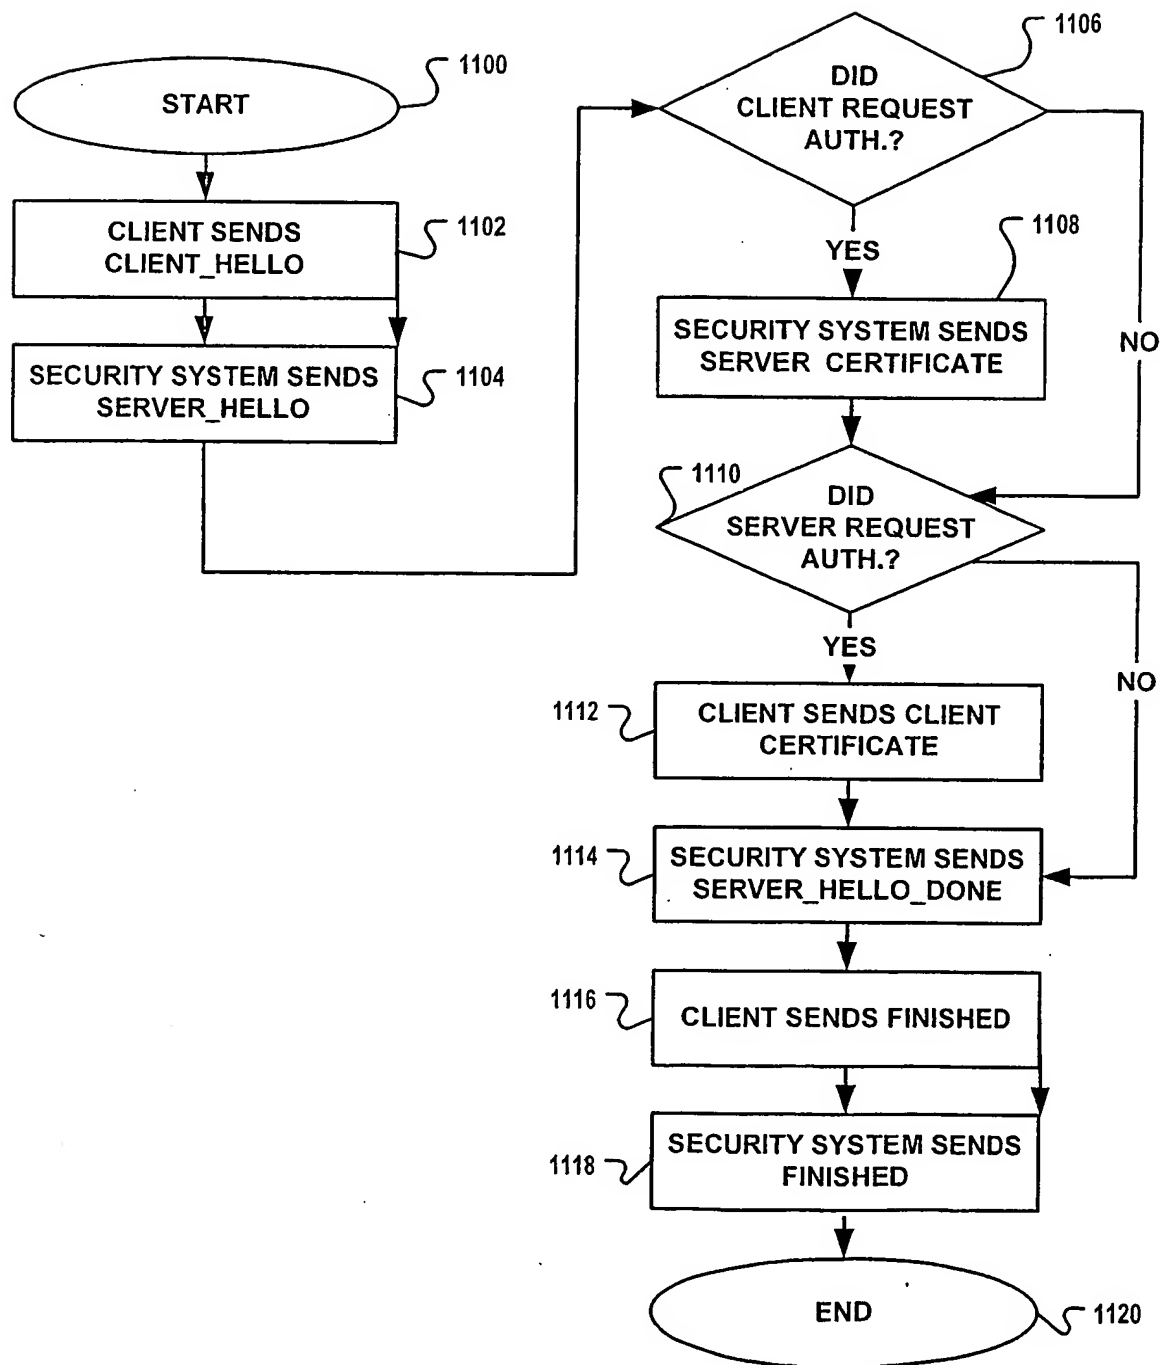 START
1100
CLIENT SENDS
CLIENT_HELLO
1102
SECURITY SYSTEM SENDS
SERVER_HELLO
1104
DID
CLIENT REQUEST
AUTH.?
1106
YES
NO
SECURITY SYSTEM SENDS
SERVER CERTIFICATE
1108
DID
SERVER REQUEST
AUTH.?
1110
YES
NO
CLIENT SENDS CLIENT
CERTIFICATE
1112
SECURITY SYSTEM SENDS
SERVER_HELLO_DONE
1114
CLIENT SENDS FINISHED
1116
SECURITY SYSTEM SENDS
FINISHED
1118
END
1120